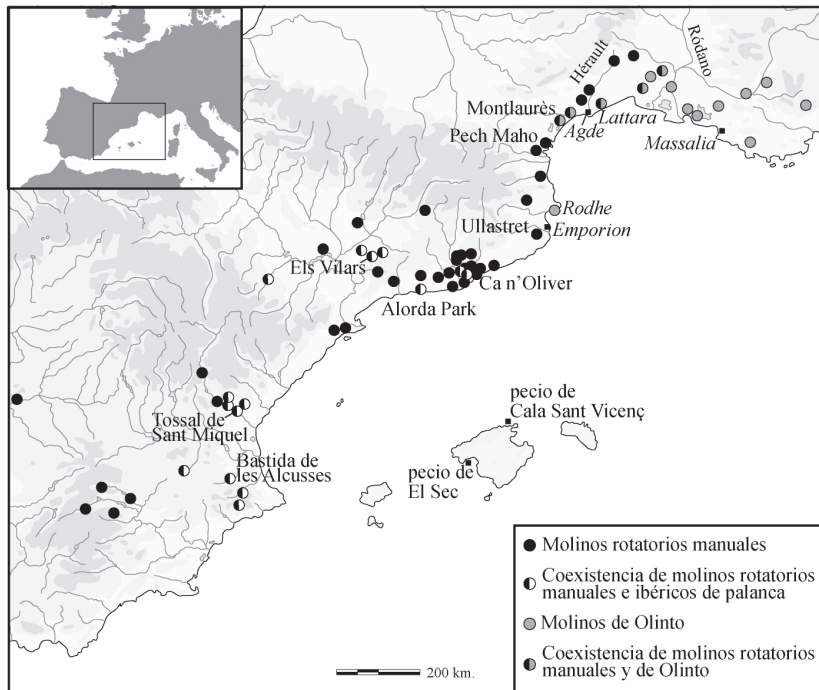 Hérault
Ródano
Montlaurès
Lattara
Agde
Massalia
Pech Maho
Rodhe
Ullastret
Emporion
Els Vilars
Ca n'Oliver
Alorda Park
pecio de
Cala Sant Vicenç
Tossal de
Sant Miquel
Bastida de
les Alcusses
pecio de
El Sec
Molinos rotatorios manuales
Coexistencia de molinos rotatorios
manuales e ibéricos de palanca
Molinos de Olinto
Coexistencia de molinos rotatorios
manuales y de Olinto
200 km.